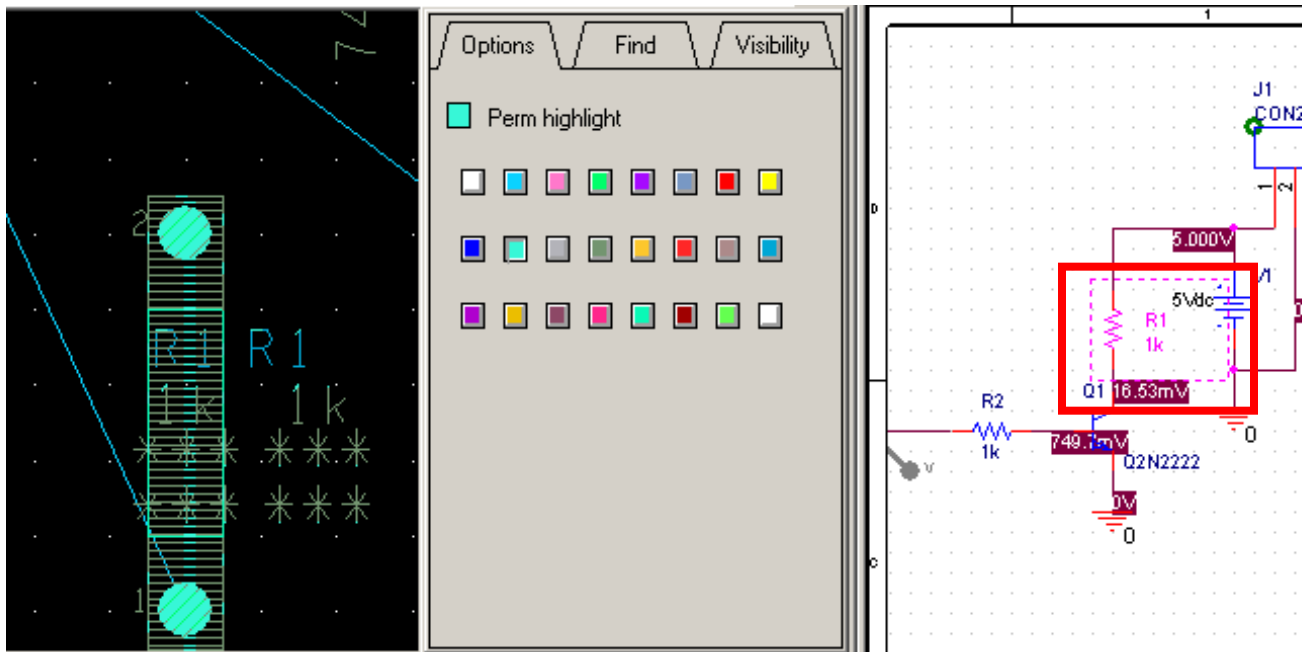 2
R1 R1
1k 1k
*** ***
*** ***
1
Options Find Visibility
Perm highlight
1
J1
CON2
1 2
D
5.000V
V1
5Vdc
R1
1k
Q1 16.53mV
R2
0
749.7mV
1k
V
Q2N2222
0V
0
C